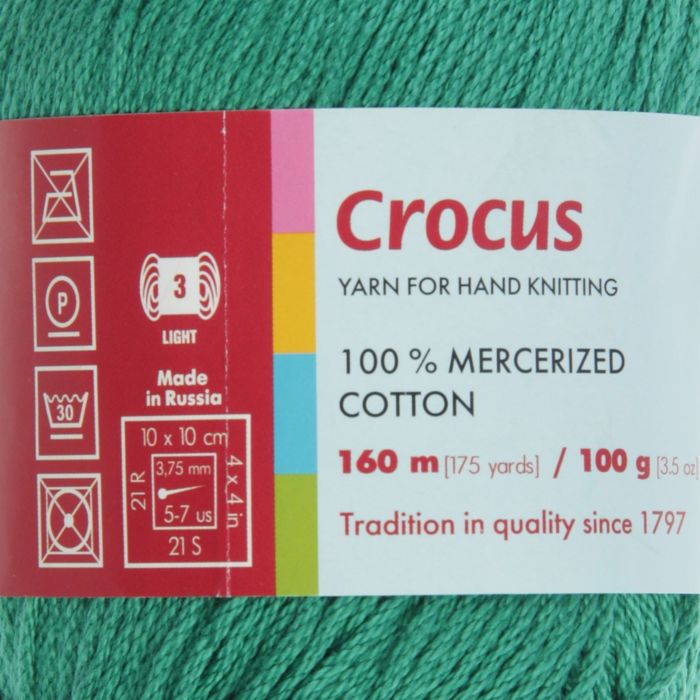 P
30
3
LIGHT
Made
in Russia
10 x 10 cm
21 R
3,75 mm
5-7 us
4 x 4 in
21 S
Crocus
YARN FOR HAND KNITTING
100 % MERCERIZED
COTTON
160 m [175 yards] / 100 g [3.5 oz]
Tradition in quality since 1797